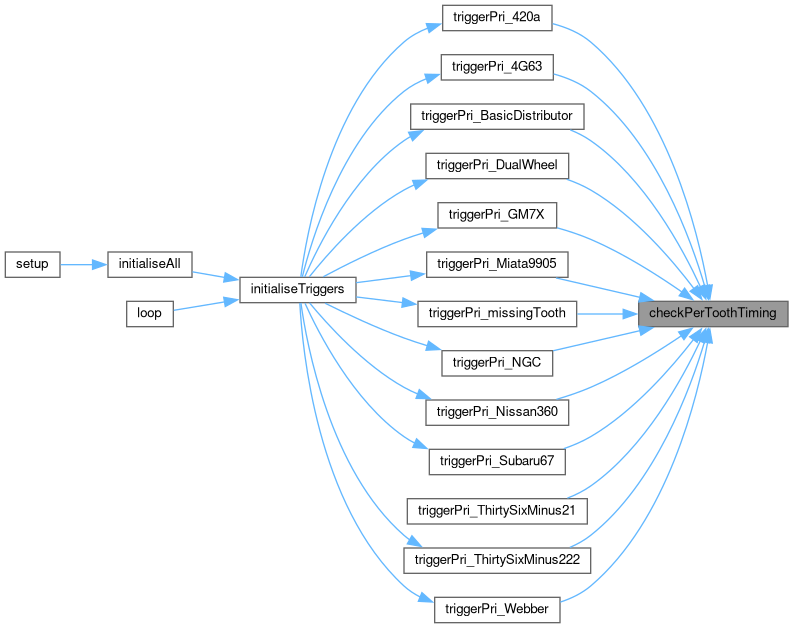 triggerPri_420a
triggerPri_4G63
triggerPri_BasicDistributor
triggerPri_DualWheel
triggerPri_GM7X
setup
initialiseAll
triggerPri_Miata9905
initialiseTriggers
loop
triggerPri_missingTooth
checkPerToothTiming
triggerPri_NGC
triggerPri_Nissan360
triggerPri_Subaru67
triggerPri_ThirtySixMinus21
triggerPri_ThirtySixMinus222
triggerPri_Webber